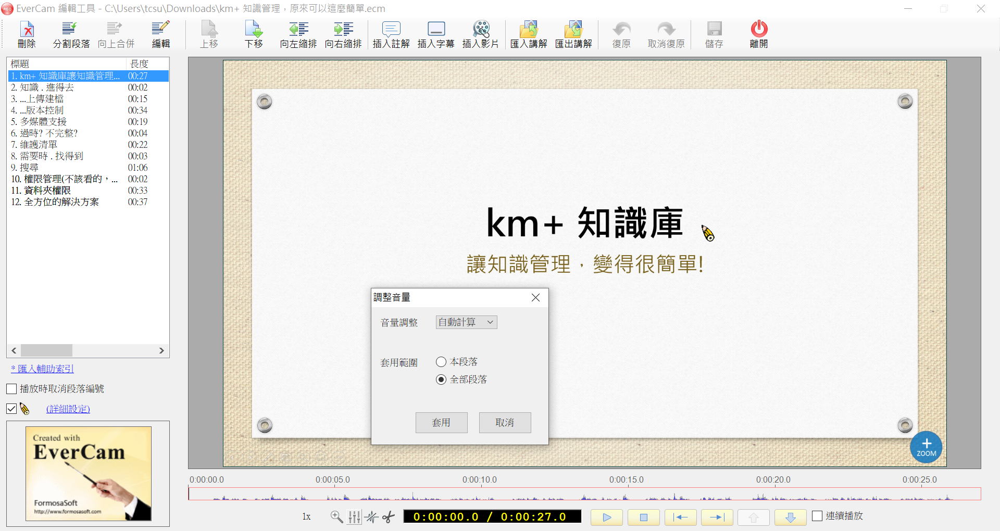 EverCam 編輯工具 - C:\Users\tcsu\Downloads\km+ 知識管理，原來可以這麼簡單.ecm
刪除 分割段落 向上合併 編輯 上移 下移 向左縮排 向右縮排 插入註解 插入字幕 插入影片 匯入講解 匯出講解 復原 取消復原 儲存 離開
標題 長度
1. km+ 知識庫讓知識管理... 00:27
2. 知識 . 進得去 00:02
3. ...上傳建檔 00:15
4. ...版本控制 00:34
5. 多媒體支援 00:19
6. 過時? 不完整? 00:04
7. 維護清單 00:22
8. 需要時 . 找得到 00:03
9. 搜尋 01:06
10. 權限管理(不該看的，... 00:02
11. 資料夾權限 00:33
12. 全方位的解決方案 00:37
* 匯入輔助索引
播放時取消段落編號
(詳細設定)
Created with
EverCam
FormosaSoft
http://www.formosasoft.com
km+ 知識庫
讓知識管理，變得很簡單!
調整音量
音量調整 自動計算
套用範圍 本段落
全部段落
套用 取消
+
ZOOM
0:00:00.0 0:00:05.0 0:00:10.0 0:00:15.0 0:00:20.0 0:00:25.0
1x 0:00:00.0 / 0:00:27.0 連續播放
REC